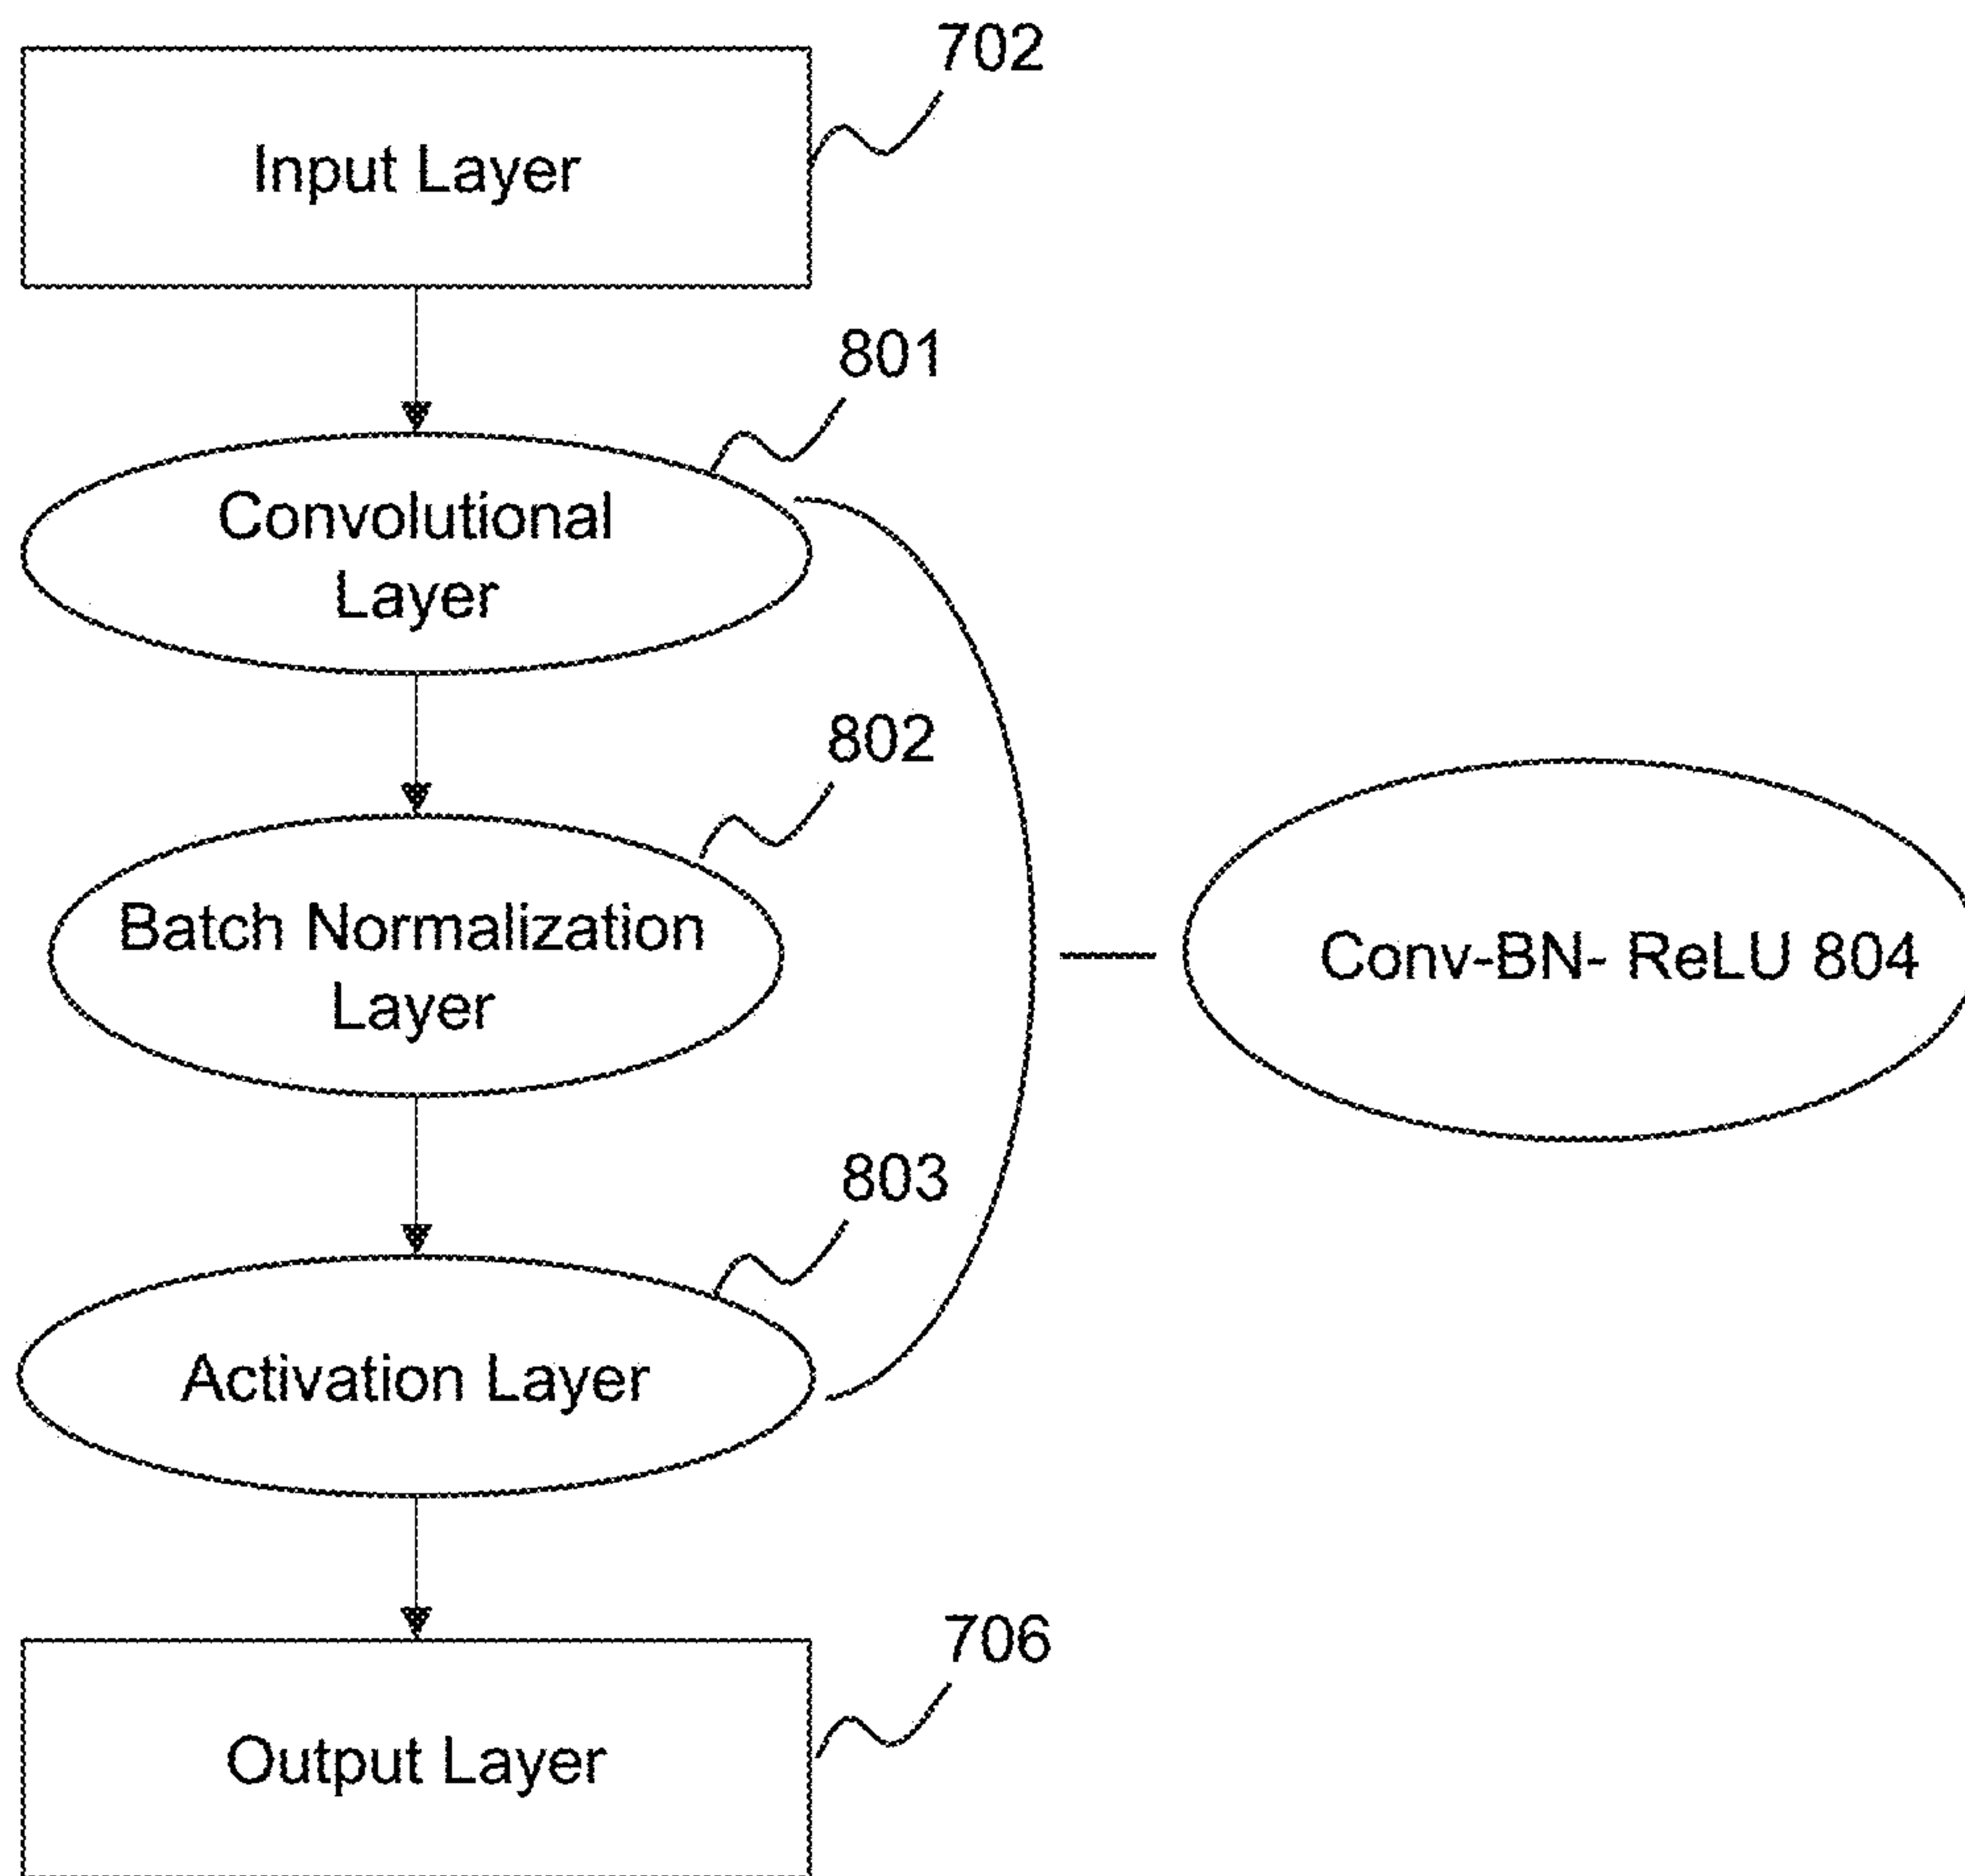 702
Input Layer
801
Convolutional
Layer
802
Batch Normalization
Layer
Conv-BN- ReLU 804
803
Activation Layer
706
Output Layer